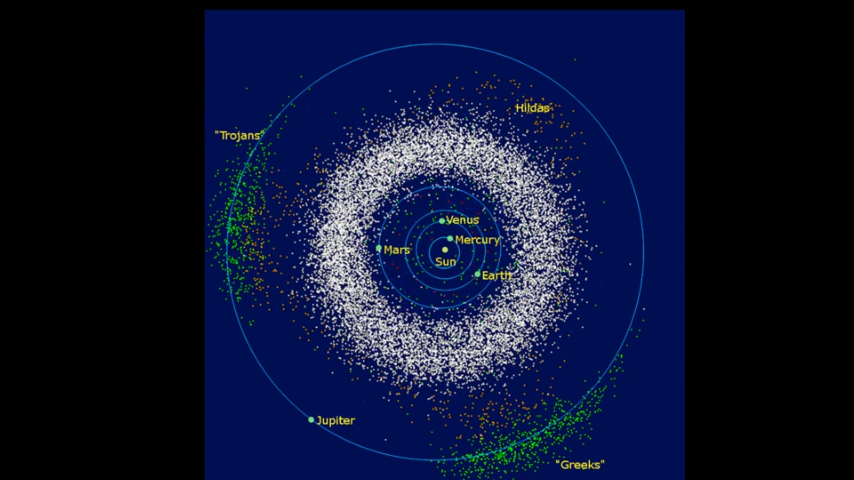 Hildas
"Trojans"
Venus
Mercury
Mars
Sun
Earth
Jupiter
"Greeks"